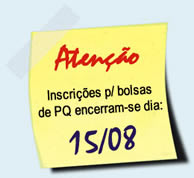 Atenção
Inscrições p/ bolsas
de PQ encerram-se dia:
15/08